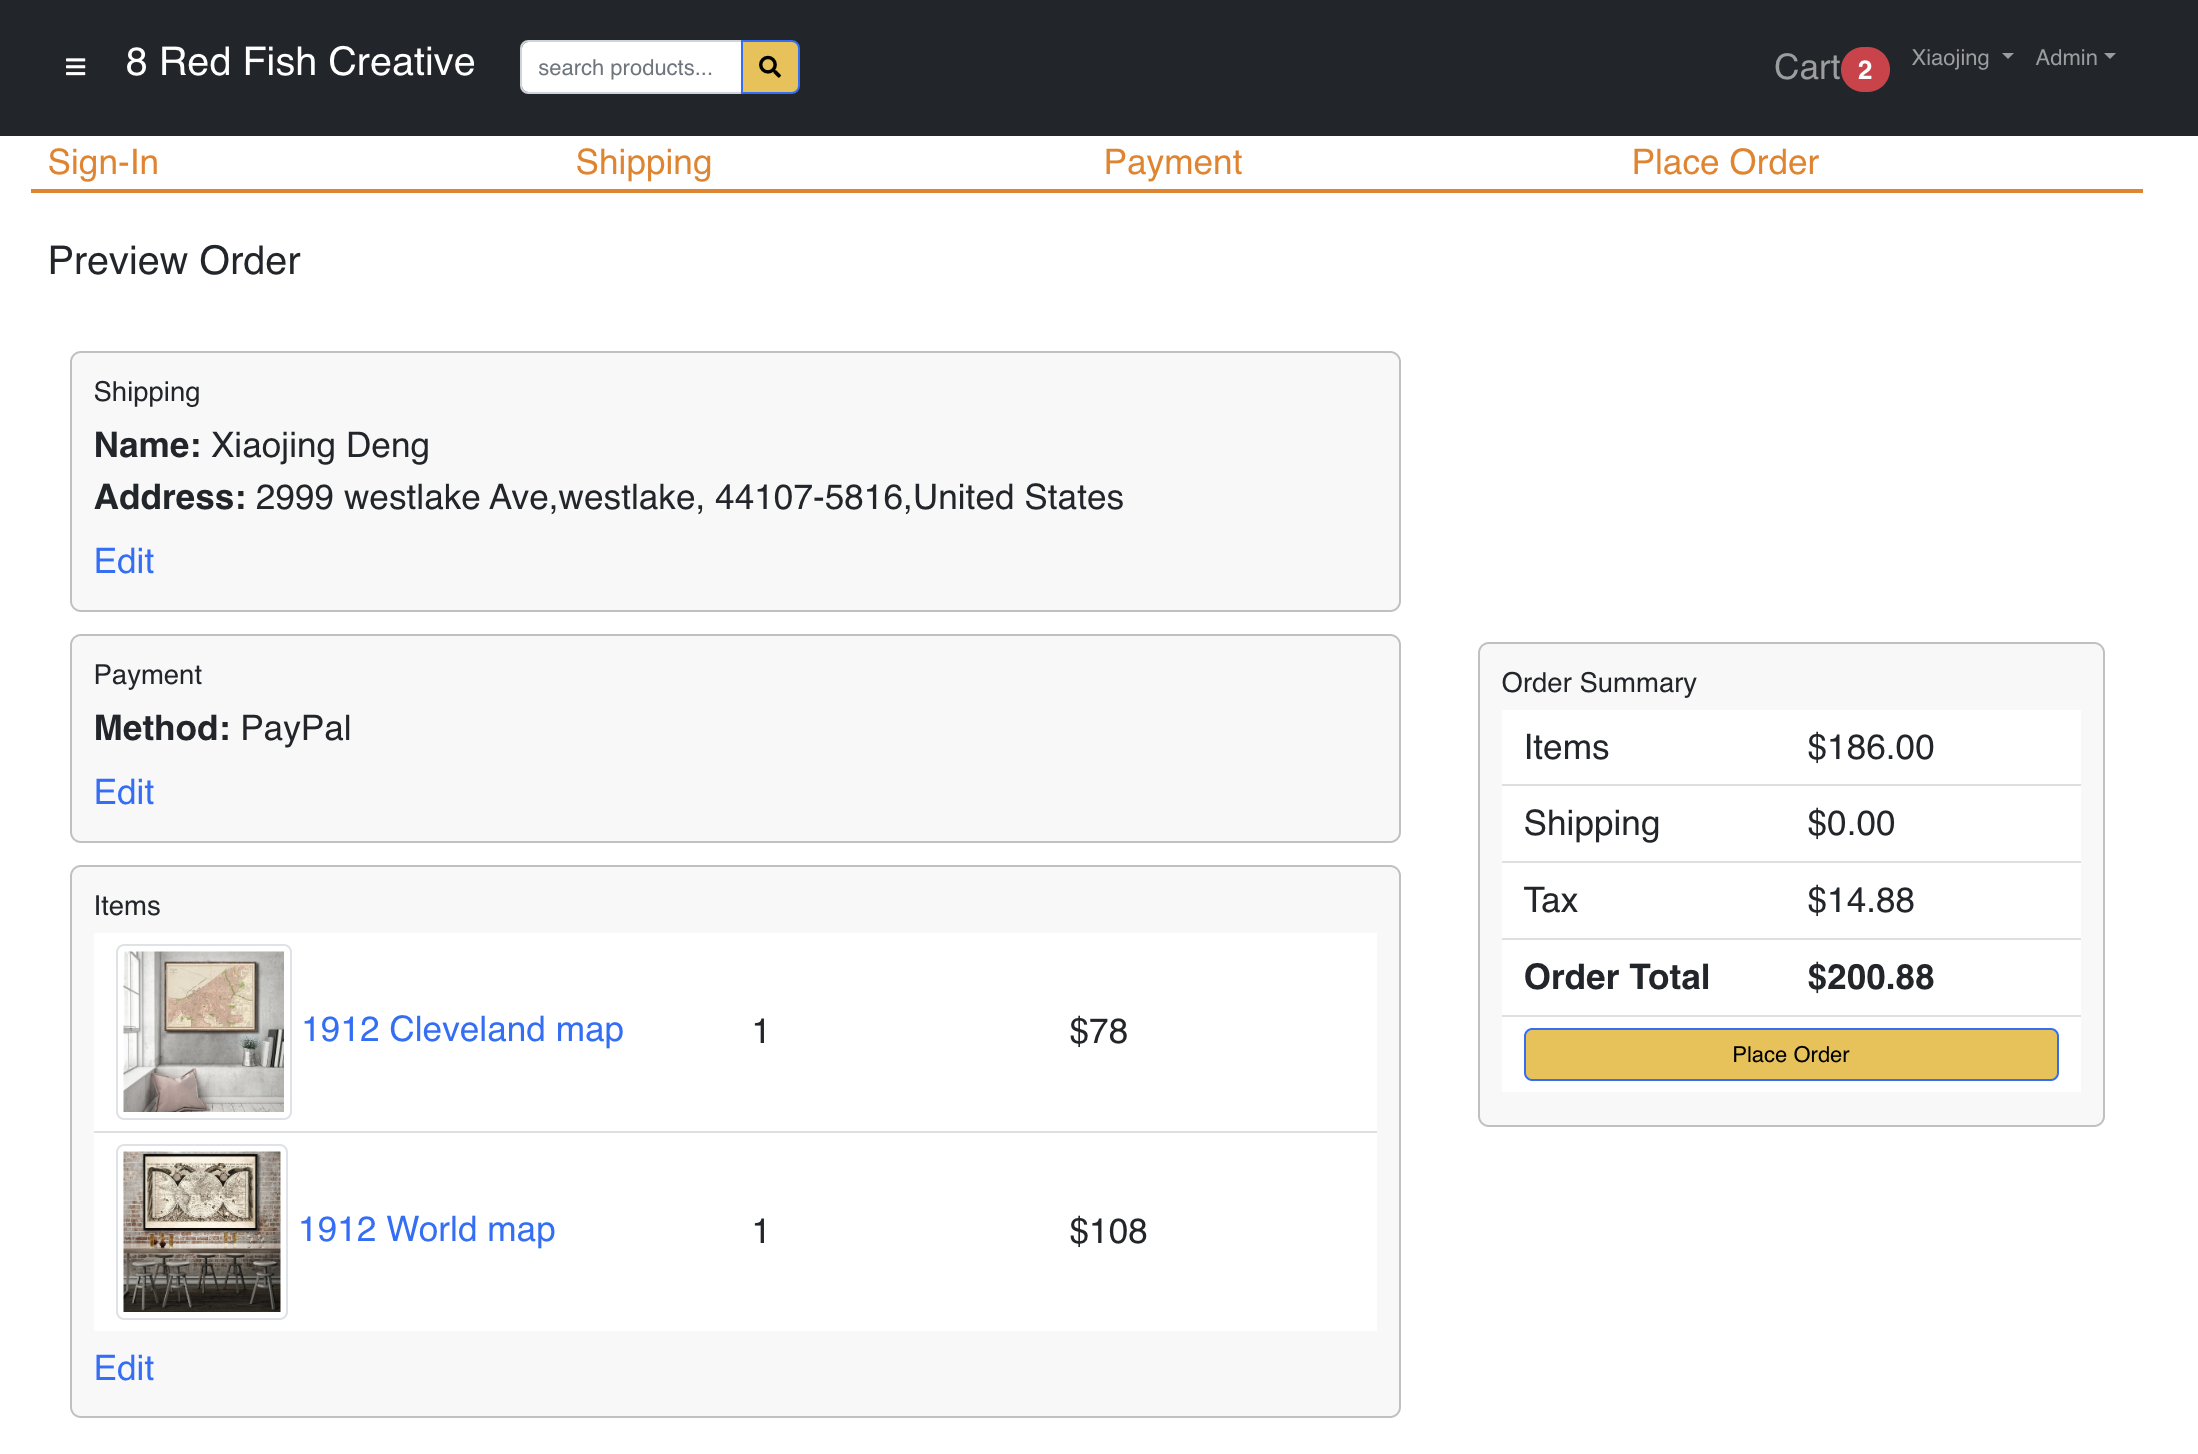 8 Red Fish Creative
search products...
Cart 2
Xiaojing
Admin
Sign-In
Shipping
Payment
Place Order
Preview Order
Shipping
Name: Xiaojing Deng
Address: 2999 westlake Ave,westlake, 44107-5816,United States
Edit
Payment
Method: PayPal
Edit
Items
1912 Cleveland map 1 $78
1912 World map 1 $108
Edit
Order Summary
Items $186.00
Shipping $0.00
Tax $14.88
Order Total $200.88
Place Order